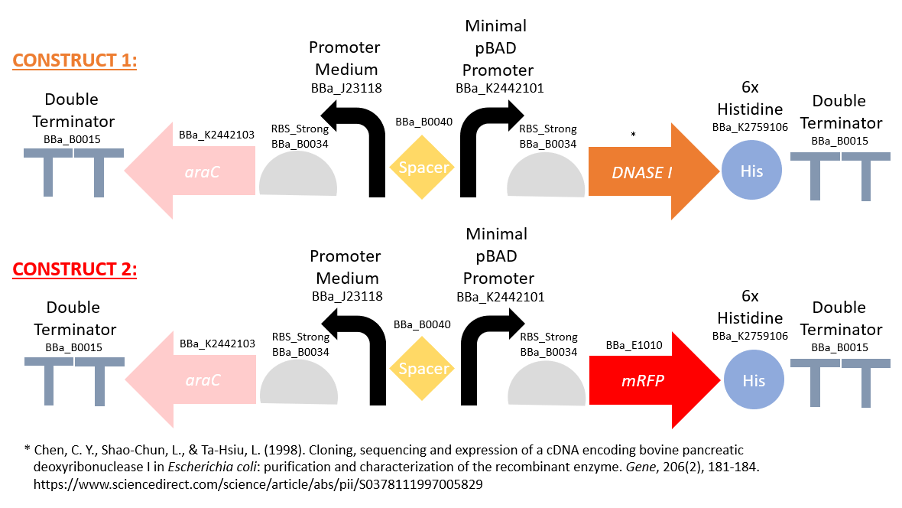 CONSTRUCT 1:
Double
Terminator
BBa_B0015
BBa_K2442103
araC
RBS_Strong
BBa_B0034
Promoter
Medium
BBa_J23118
BBa_B0040
Spacer
Minimal
pBAD
Promoter
BBa_K2442101
RBS_Strong
BBa_B0034
*
DNASE I
6x
Histidine
BBa_K2759106
His
Double
Terminator
BBa_B0015
CONSTRUCT 2:
Double
Terminator
BBa_B0015
BBa_K2442103
araC
RBS_Strong
BBa_B0034
Promoter
Medium
BBa_J23118
BBa_B0040
Spacer
Minimal
pBAD
Promoter
BBa_K2442101
RBS_Strong
BBa_B0034
BBa_E1010
mRFP
6x
Histidine
BBa_K2759106
His
Double
Terminator
BBa_B0015
* Chen, C. Y., Shao-Chun, L., & Ta-Hsiu, L. (1998). Cloning, sequencing and expression of a cDNA encoding bovine pancreatic
deoxyribonuclease I in Escherichia coli: purification and characterization of the recombinant enzyme. Gene, 206(2), 181-184.
https://www.sciencedirect.com/science/article/abs/pii/S0378111997005829